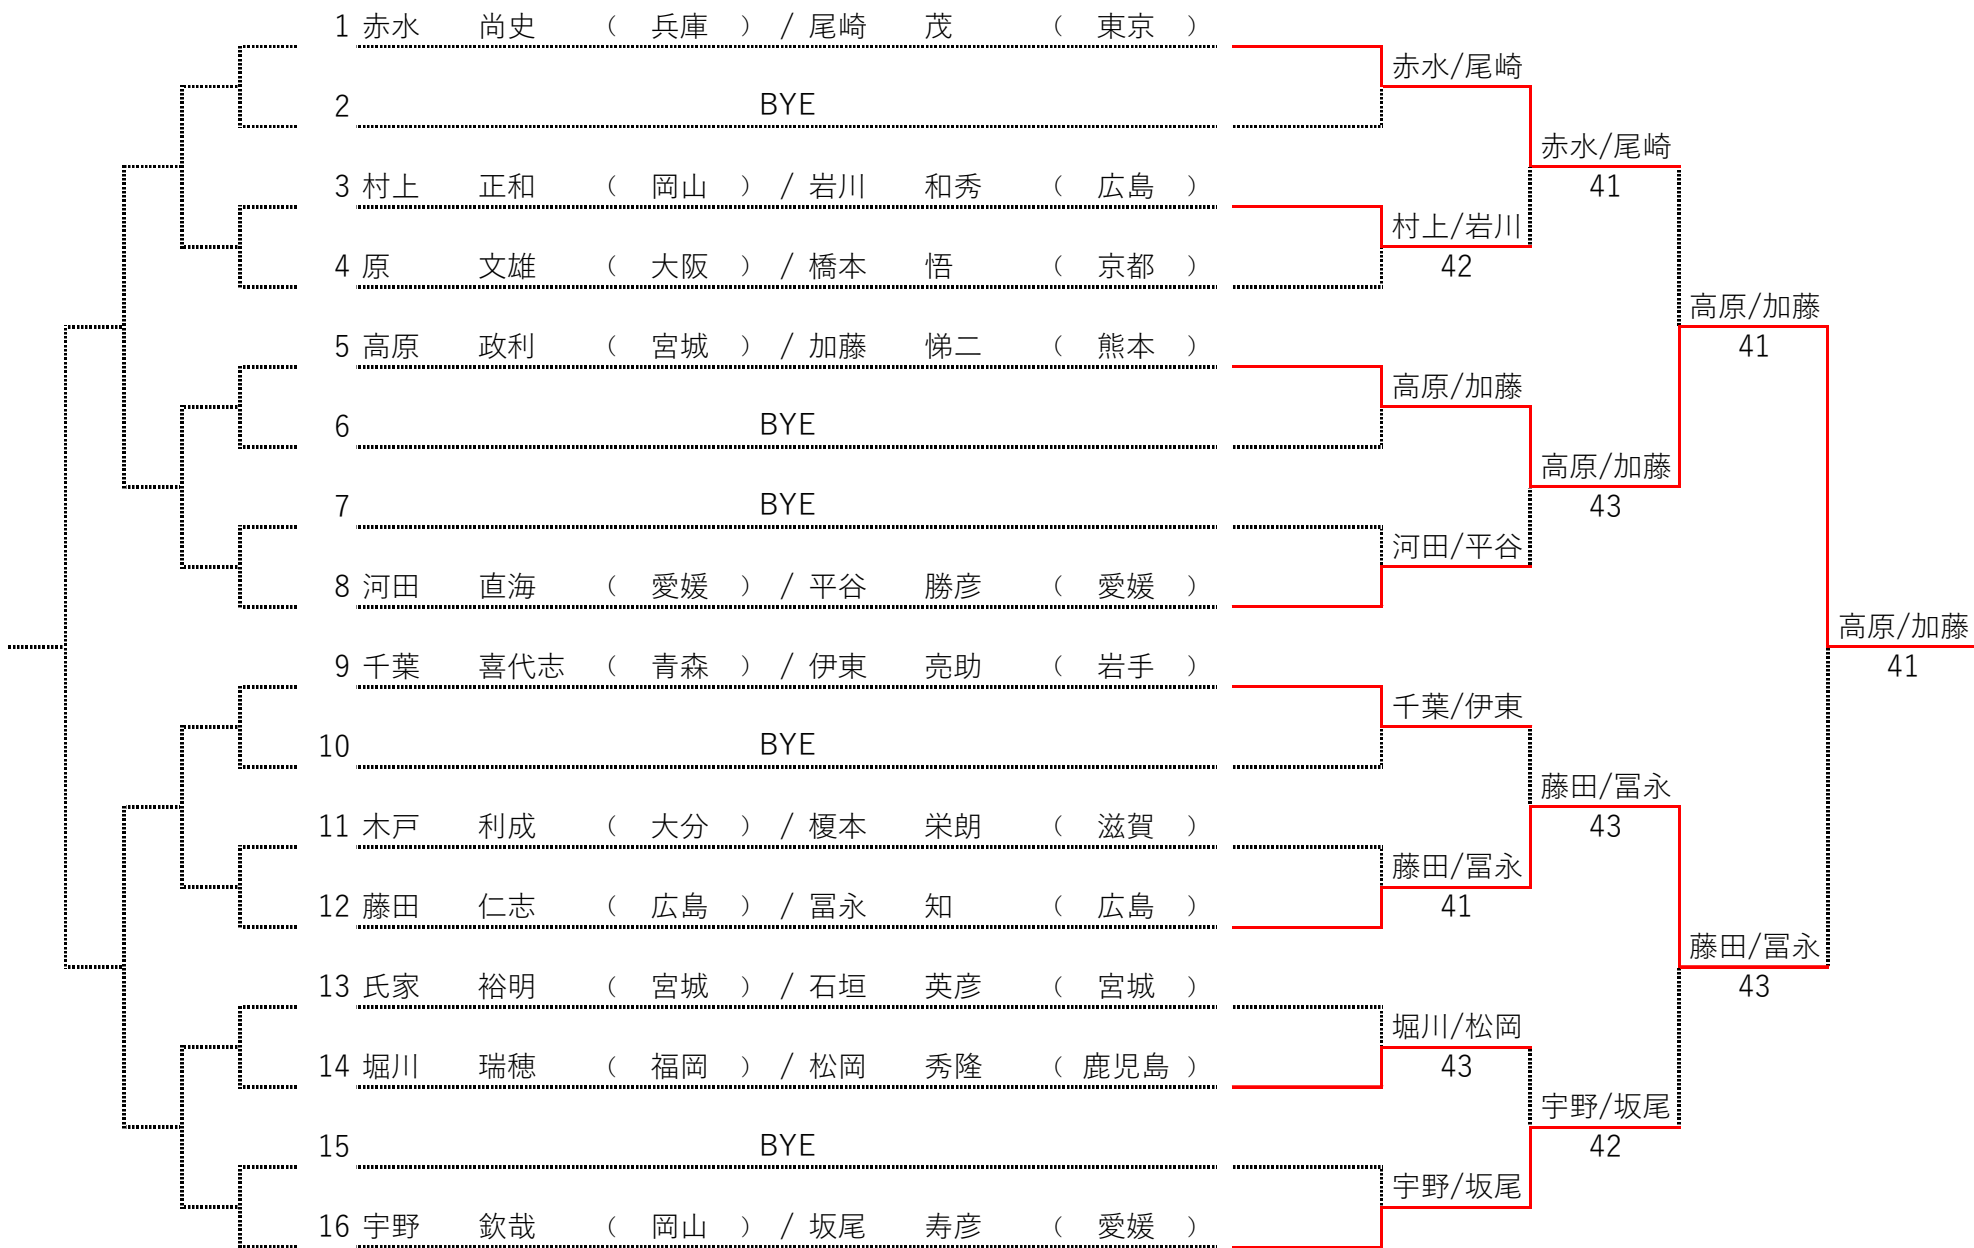 1 赤水 尚史 ( 兵庫 ) / 尾崎 茂 ( 東京 )
赤水/尾崎
2 BYE
赤水/尾崎
3 村上 正和 ( 岡山 ) / 岩川 和秀 ( 広島 ) 41
村上/岩川
4 原 文雄 ( 大阪 ) / 橋本 悟 ( 京都 ) 42
高原/加藤
5 高原 政利 ( 宮城 ) / 加藤 悌二 ( 熊本 ) 41
高原/加藤
6 BYE
高原/加藤
7 BYE 43
河田/平谷
8 河田 直海 ( 愛媛 ) / 平谷 勝彦 ( 愛媛 )
高原/加藤
9 千葉 喜代志 ( 青森 ) / 伊東 亮助 ( 岩手 ) 41
千葉/伊東
10 BYE
藤田/冨永
11 木戸 利成 ( 大分 ) / 榎本 栄朗 ( 滋賀 ) 43
藤田/冨永
12 藤田 仁志 ( 広島 ) / 冨永 知 ( 広島 ) 41
藤田/冨永
13 氏家 裕明 ( 宮城 ) / 石垣 英彦 ( 宮城 ) 43
堀川/松岡
14 堀川 瑞穂 ( 福岡 ) / 松岡 秀隆 ( 鹿児島 ) 43
宇野/坂尾
15 BYE 42
宇野/坂尾
16 宇野 欽哉 ( 岡山 ) / 坂尾 寿彦 ( 愛媛 )